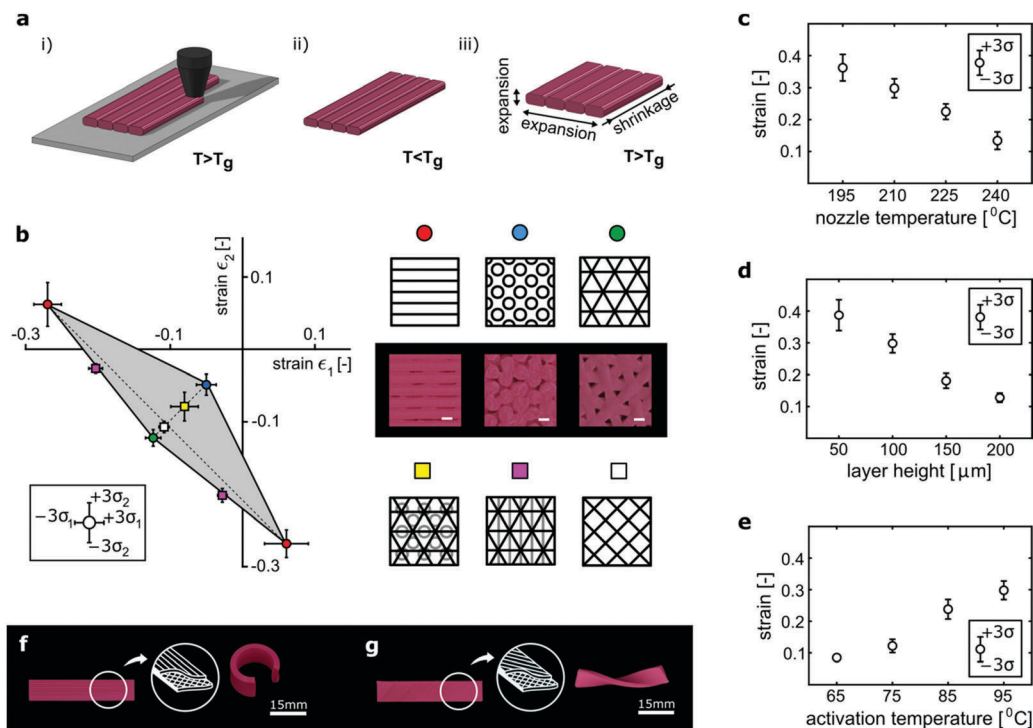 a
i)
ii)
iii)
expansion
expansion
shrinkage
T>Tg
T<Tg
T>Tg
b
strain ϵ2 [-]
0.1
-0.3
-0.1
0.1
strain ϵ1 [-]
-0.1
-0.3
+3σ2
−3σ1
+3σ1
−3σ2
c
strain [-]
0.4
0.3
0.2
0.1
+3σ
−3σ
195
210
225
240
nozzle temperature [⁰C]
d
strain [-]
0.4
0.3
0.2
0.1
+3σ
−3σ
50
100
150
200
layer height [μm]
e
strain [-]
0.4
0.3
0.2
0.1
+3σ
−3σ
65
75
85
95
activation temperature [⁰C]
f
15mm
g
15mm